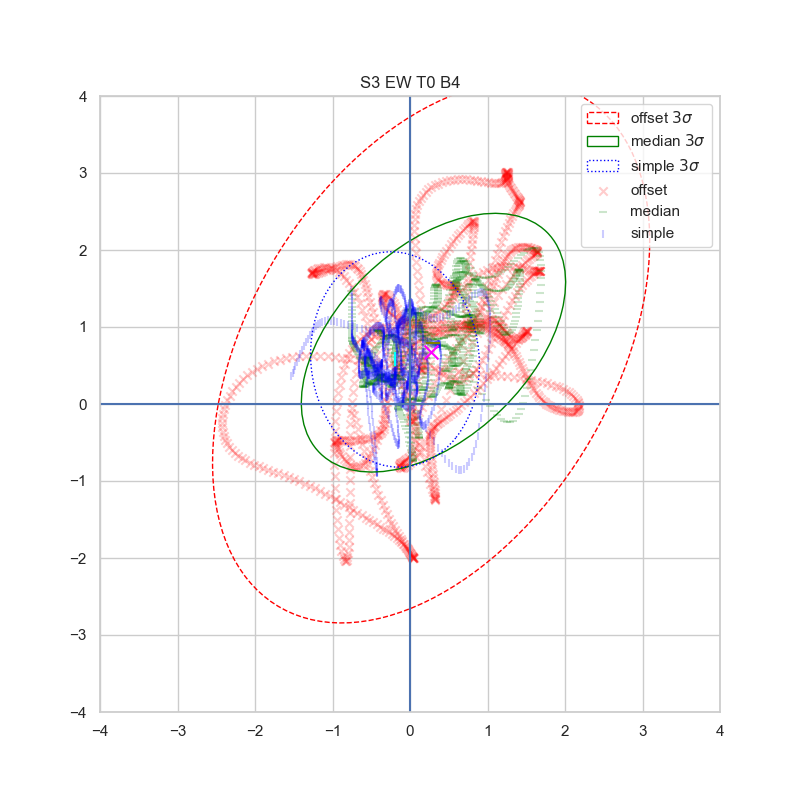 S3 EW T0 B4
offset 3σ
median 3σ
simple 3σ
offset
median
simple
4
3
2
1
0
−1
−2
−3
−4
−4 −3 −2 −1 0 1 2 3 4